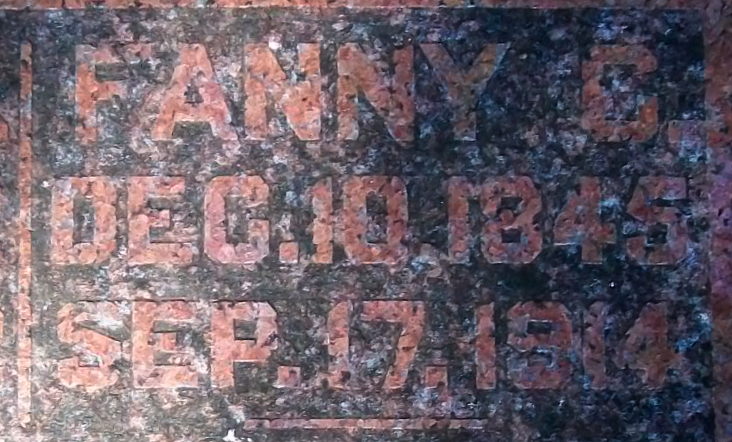 FANNY C.
DEC. 10. 1845
SEP. 17. 1914